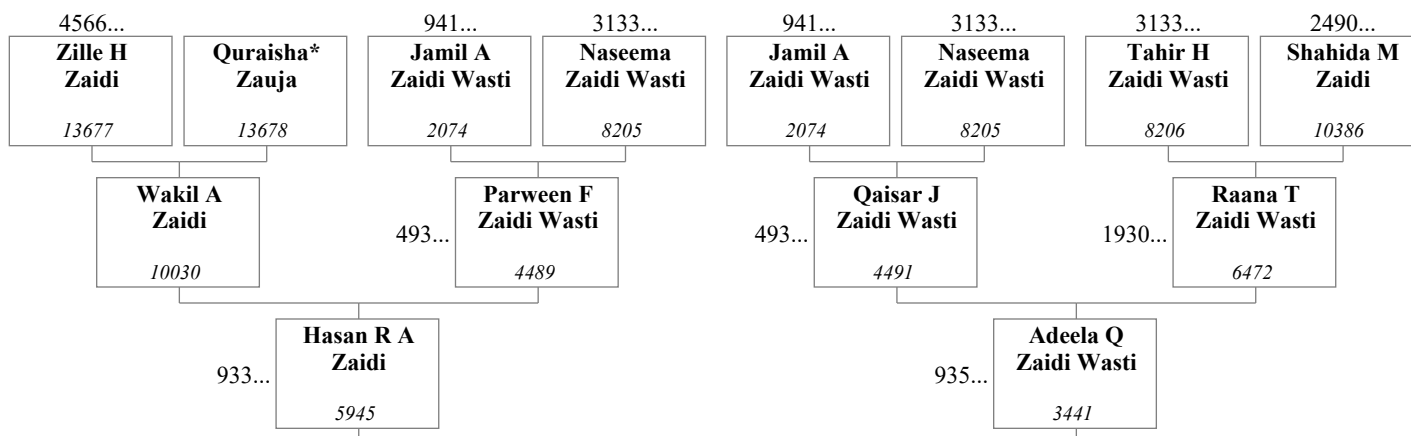 4566...
941...
3133...
941...
3133...
3133...
2490...
Zille H
Zaidi
13677
Quraisha*
Zauja
13678
Jamil A
Zaidi Wasti
2074
Naseema
Zaidi Wasti
8205
Jamil A
Zaidi Wasti
2074
Naseema
Zaidi Wasti
8205
Tahir H
Zaidi Wasti
8206
Shahida M
Zaidi
10386
Wakil A
Zaidi
10030
493...
Parween F
Zaidi Wasti
4489
493...
Qaisar J
Zaidi Wasti
4491
1930...
Raana T
Zaidi Wasti
6472
933...
Hasan R A
Zaidi
5945
935...
Adeela Q
Zaidi Wasti
3441